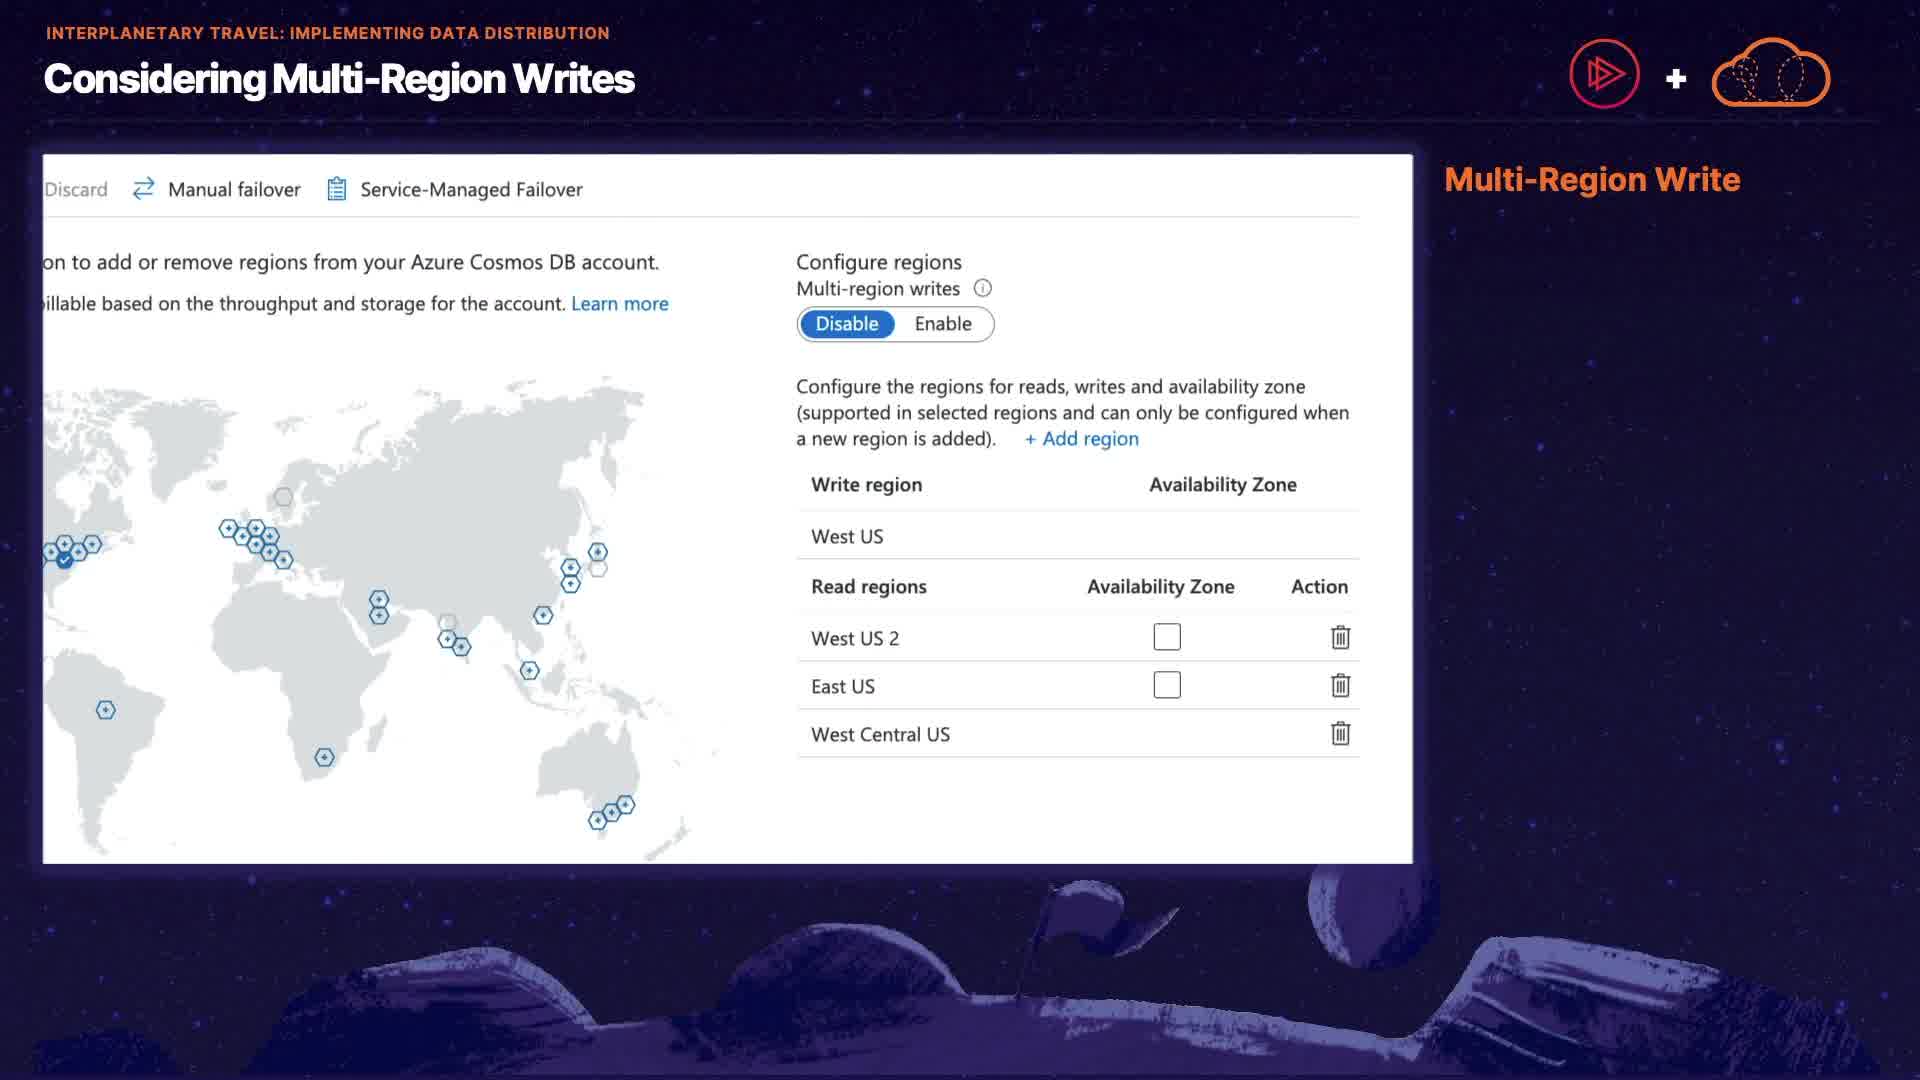 INTERPLANETARY TRAVEL: IMPLEMENTING DATA DISTRIBUTION
Considering Multi-Region Writes
Multi-Region Write
Discard
Manual failover
Service-Managed Failover
on to add or remove regions from your Azure Cosmos DB account.
illable based on the throughput and storage for the account. Learn more
Configure regions
Multi-region writes
Disable Enable
Configure the regions for reads, writes and availability zone
(supported in selected regions and can only be configured when
a new region is added). + Add region
Write region Availability Zone
West US
Read regions Availability Zone Action
West US 2
East US
West Central US